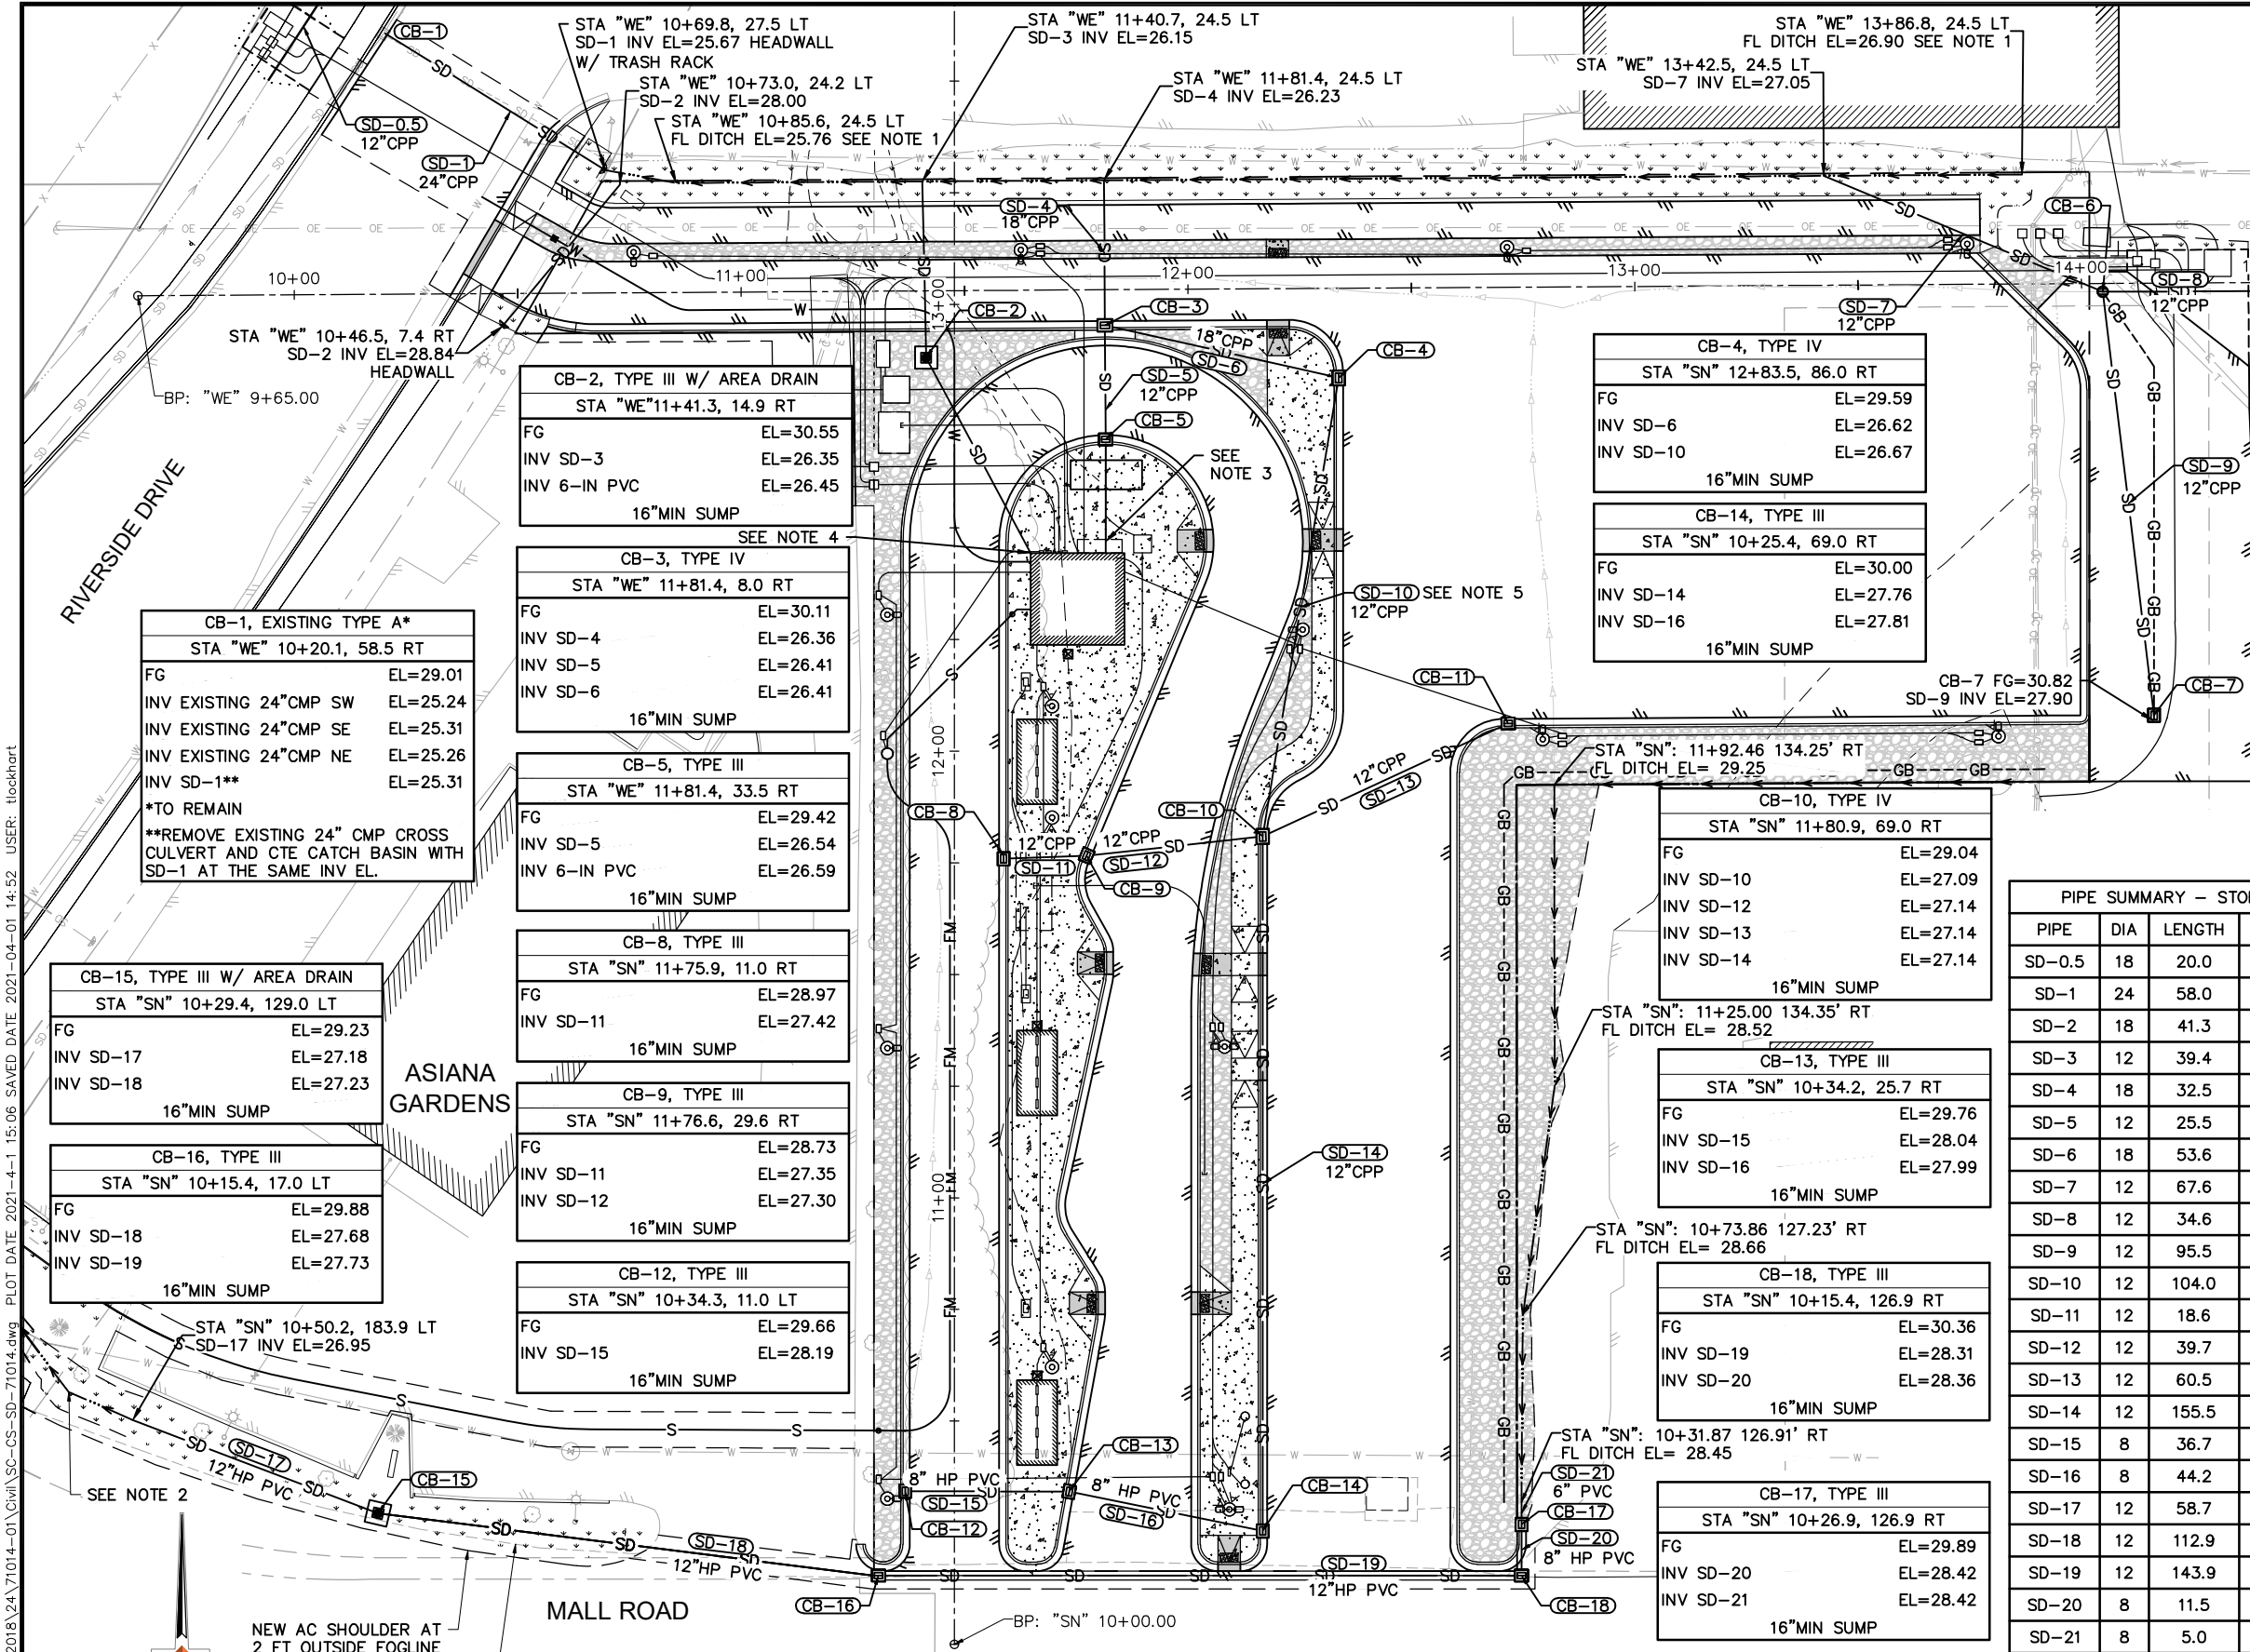 STA "WE" 10+69.8, 27.5 LT
SD-1 INV EL=25.67 HEADWALL
W/ TRASH RACK
STA "WE" 10+73.0, 24.2 LT
SD-2 INV EL=28.00
STA "WE" 10+85.6, 24.5 LT
FL DITCH EL=25.76 SEE NOTE 1
STA "WE" 11+40.7, 24.5 LT
SD-3 INV EL=26.15
STA "WE" 11+81.4, 24.5 LT
SD-4 INV EL=26.23
STA "WE" 13+86.8, 24.5 LT
FL DITCH EL=26.90 SEE NOTE 1
STA "WE" 13+42.5, 24.5 LT
SD-7 INV EL=27.05
CB-1
SD-0.5
12"CPP
SD-1
24"CPP
SD-4
18"CPP
CB-6
SD-8
12"CPP
SD-7
12"CPP
10+00
11+00
12+00
13+00
14+00
13+00
CB-2
CB-3
18"CPP
SD-6
CB-4
SD-5
12"CPP
CB-5
SEE
NOTE 3
STA "WE" 10+46.5, 7.4 RT
SD-2 INV EL=28.84
HEADWALL
BP: "WE" 9+65.00
RIVERSIDE DRIVE
CB-2, TYPE III W/ AREA DRAIN
STA "WE"11+41.3, 14.9 RT
FG EL=30.55
INV SD-3 EL=26.35
INV 6-IN PVC EL=26.45
16"MIN SUMP
SEE NOTE 4
CB-3, TYPE IV
STA "WE" 11+81.4, 8.0 RT
FG EL=30.11
INV SD-4 EL=26.36
INV SD-5 EL=26.41
INV SD-6 EL=26.41
16"MIN SUMP
CB-4, TYPE IV
STA "SN" 12+83.5, 86.0 RT
FG EL=29.59
INV SD-6 EL=26.62
INV SD-10 EL=26.67
16"MIN SUMP
CB-14, TYPE III
STA "SN" 10+25.4, 69.0 RT
FG EL=30.00
INV SD-14 EL=27.76
INV SD-16 EL=27.81
16"MIN SUMP
SD-9
12"CPP
SD-10 SEE NOTE 5
12"CPP
CB-11
CB-7 FG=30.82
SD-9 INV EL=27.90
CB-7
CB-1, EXISTING TYPE A*
STA "WE" 10+20.1, 58.5 RT
FG EL=29.01
INV EXISTING 24"CMP SW EL=25.24
INV EXISTING 24"CMP SE EL=25.31
INV EXISTING 24"CMP NE EL=25.26
INV SD-1** EL=25.31
*TO REMAIN
**REMOVE EXISTING 24" CMP CROSS
CULVERT AND CTE CATCH BASIN WITH
SD-1 AT THE SAME INV EL.
CB-5, TYPE III
STA "WE" 11+81.4, 33.5 RT
FG EL=29.42
INV SD-5 EL=26.54
INV 6-IN PVC EL=26.59
16"MIN SUMP
12+00
CB-8
12"CPP
SD-11
12"CPP
SD-12
CB-9
CB-10
12"CPP
SD-13
STA "SN": 11+92.46 134.25' RT
FL DITCH EL= 29.25
CB-10, TYPE IV
STA "SN" 11+80.9, 69.0 RT
FG EL=29.04
INV SD-10 EL=27.09
INV SD-12 EL=27.14
INV SD-13 EL=27.14
INV SD-14 EL=27.14
16"MIN SUMP
CB-8, TYPE III
STA "SN" 11+75.9, 11.0 RT
FG EL=28.97
INV SD-11 EL=27.42
16"MIN SUMP
CB-15, TYPE III W/ AREA DRAIN
STA "SN" 10+29.4, 129.0 LT
FG EL=29.23
INV SD-17 EL=27.18
INV SD-18 EL=27.23
16"MIN SUMP
ASIANA
GARDENS
STA "SN": 11+25.00 134.35' RT
FL DITCH EL= 28.52
CB-9, TYPE III
STA "SN" 11+76.6, 29.6 RT
FG EL=28.73
INV SD-11 EL=27.35
INV SD-12 EL=27.30
16"MIN SUMP
CB-13, TYPE III
STA "SN" 10+34.2, 25.7 RT
FG EL=29.76
INV SD-15 EL=28.04
INV SD-16 EL=27.99
16"MIN SUMP
11+00
SD-14
12"CPP
CB-16, TYPE III
STA "SN" 10+15.4, 17.0 LT
FG EL=29.88
INV SD-18 EL=27.68
INV SD-19 EL=27.73
16"MIN SUMP
CB-12, TYPE III
STA "SN" 10+34.3, 11.0 LT
FG EL=29.66
INV SD-15 EL=28.19
16"MIN SUMP
STA "SN": 10+73.86 127.23' RT
FL DITCH EL= 28.66
CB-18, TYPE III
STA "SN" 10+15.4, 126.9 RT
FG EL=30.36
INV SD-19 EL=28.31
INV SD-20 EL=28.36
16"MIN SUMP
STA "SN": 10+31.87 126.91' RT
FL DITCH EL= 28.45
SD-21
6" PVC
CB-17
SD-20
8" HP PVC
CB-17, TYPE III
STA "SN" 10+26.9, 126.9 RT
FG EL=29.89
INV SD-20 EL=28.42
INV SD-21 EL=28.42
16"MIN SUMP
STA "SN" 10+50.2, 183.9 LT
SD-17 INV EL=26.95
SD-17
12"HP PVC
CB-15
SEE NOTE 2
8" HP PVC
SD-15
CB-12
CB-13
8" HP PVC
SD-16
CB-14
SD-18
12"HP PVC
SD-19
12"HP PVC
CB-16
CB-18
MALL ROAD
BP: "SN" 10+00.00
NEW AC SHOULDER AT
2 FT OUTSIDE FOGLINE
PIPE SUMMARY - STO
PIPE DIA LENGTH
SD-0.5 18 20.0
SD-1 24 58.0
SD-2 18 41.3
SD-3 12 39.4
SD-4 18 32.5
SD-5 12 25.5
SD-6 18 53.6
SD-7 12 67.6
SD-8 12 34.6
SD-9 12 95.5
SD-10 12 104.0
SD-11 12 18.6
SD-12 12 39.7
SD-13 12 60.5
SD-14 12 155.5
SD-15 8 36.7
SD-16 8 44.2
SD-17 12 58.7
SD-18 12 112.9
SD-19 12 143.9
SD-20 8 11.5
SD-21 8 5.0
2018\24\71014-01\Civil\SC-CS-SD-71014.dwg PLOT DATE 2021-4-1 15:06 SAVED DATE 2021-04-01 14:52 USER: tlockhart